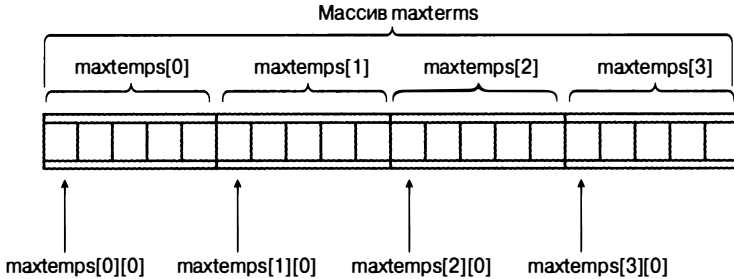 Массив maxterms
maxtemps[0] maxtemps[1] maxtemps[2] maxtemps[3]
maxtemps[0][0] maxtemps[1][0] maxtemps[2][0] maxtemps[3][0]